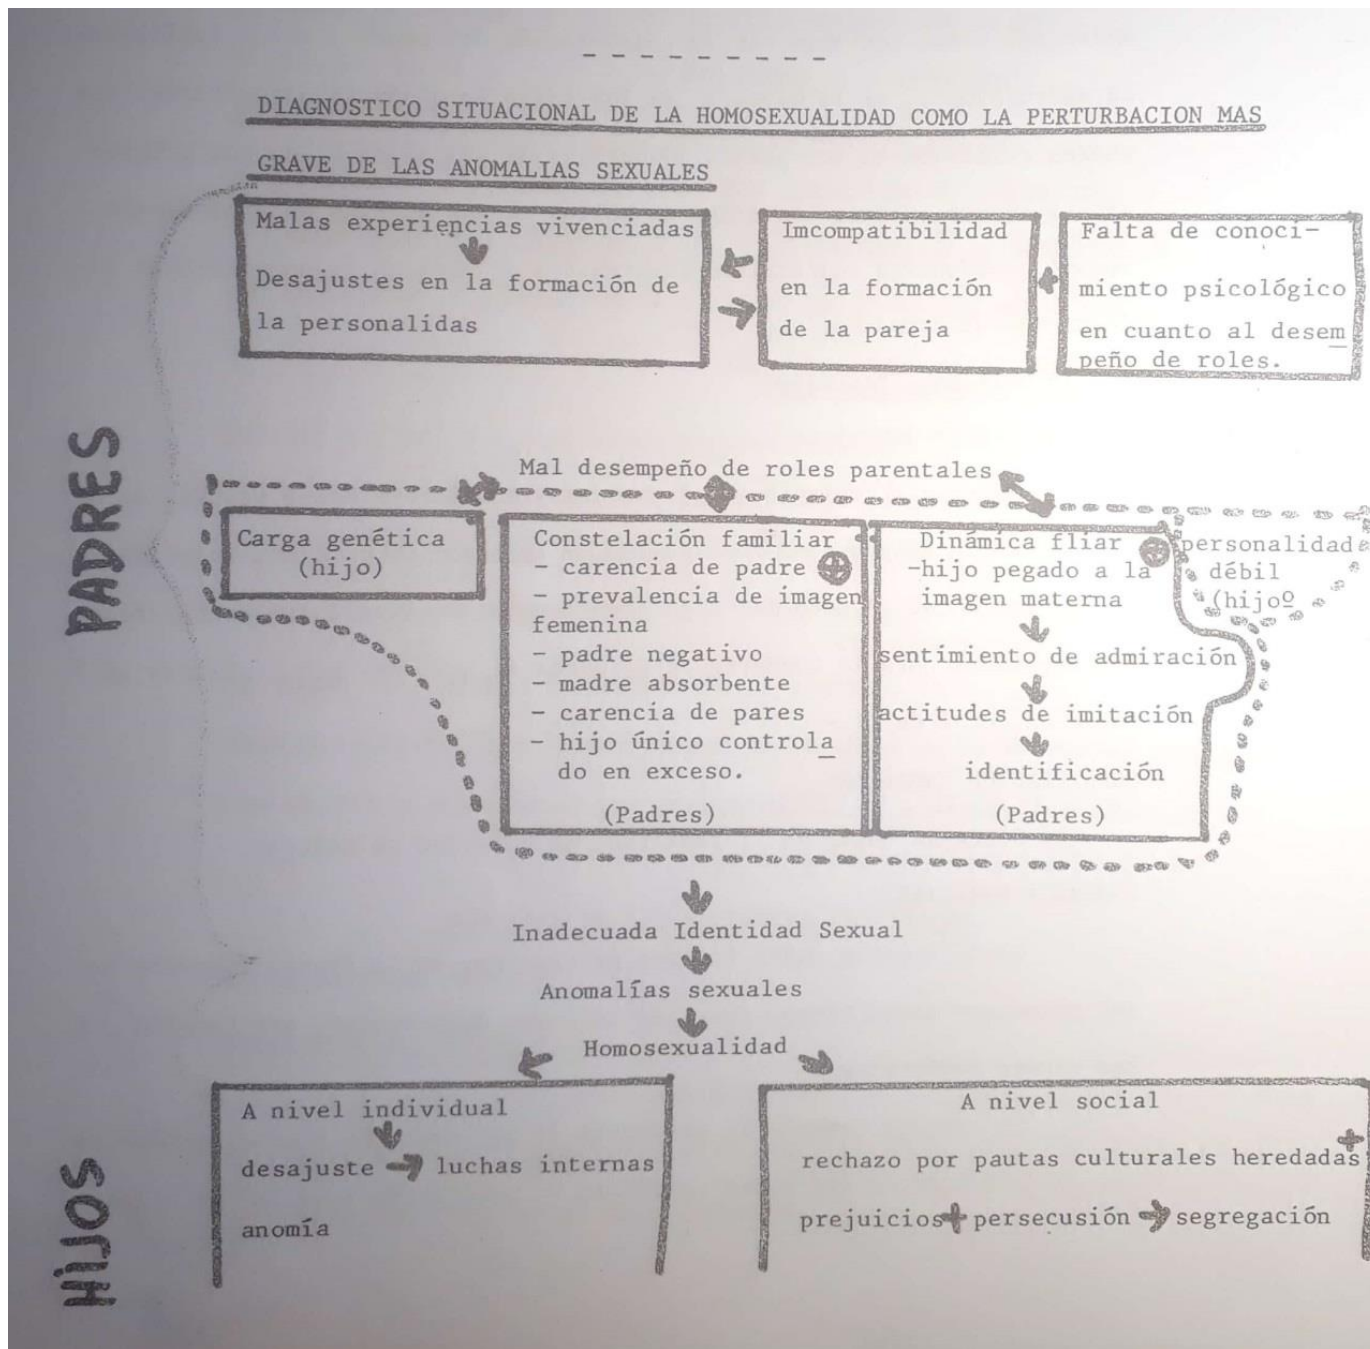 DIAGNOSTICO SITUACIONAL DE LA HOMOSEXUALIDAD COMO LA PERTURBACION MAS
GRAVE DE LAS ANOMALIAS SEXUALES
PADRES
Malas experiencias vivenciadas
Desajustes en la formación de
la personalidas
Imcompatibilidad
en la formación
de la pareja
Falta de conoci-
miento psicológico
en cuanto al desem
peño de roles.
Mal desempeño de roles parentales
Carga genética
(hijo)
Constelación familiar
- carencia de padre
- prevalencia de imagen
femenina
- padre negativo
- madre absorbente
- carencia de pares
- hijo único controla
do en exceso.
(Padres)
Dinámica fliar
-hijo pegado a la
imagen materna
sentimiento de admiración
actitudes de imitación
identificación
(Padres)
personalidad
débil
(hijoº
Inadecuada Identidad Sexual
Anomalías sexuales
Homosexualidad
HIJOS
A nivel individual
desajuste luchas internas
anomía
A nivel social
rechazo por pautas culturales heredadas +
prejuicios + persecusión segregación